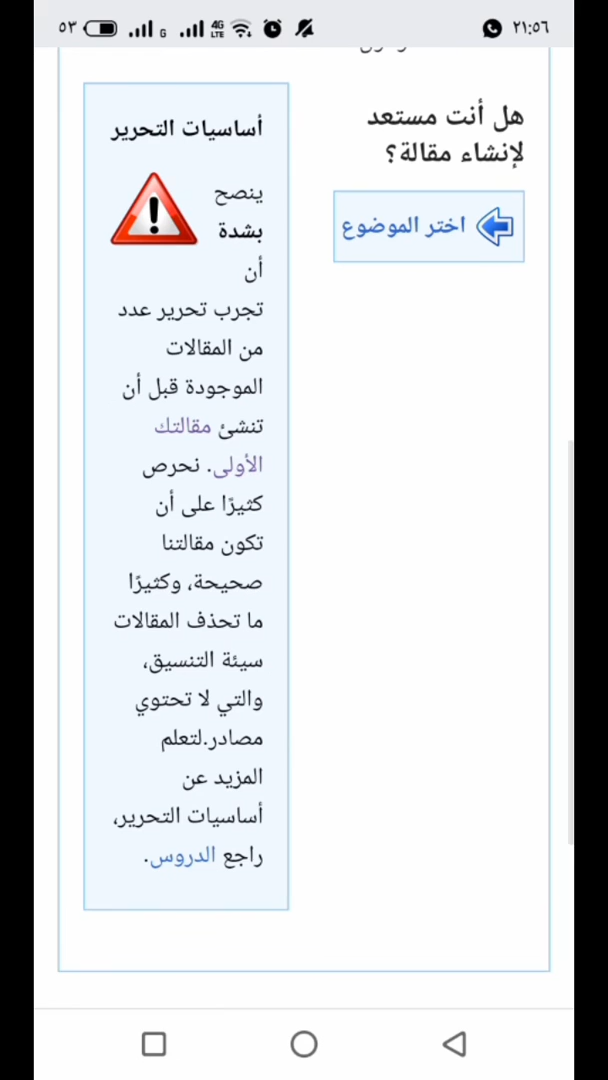 ٥٣
G
4G
LTE
٢١:٥٦
هل أنت مستعد
لإنشاء مقالة؟
اختر الموضوع
أساسيات التحرير
ينصح
بشدة
أن
تجرب تحرير عدد
من المقالات
الموجودة قبل أن
تنشئ مقالتك
الأولى. نحرص
كثيرًا على أن
تكون مقالتنا
صحيحة، وكثيرًا
ما تحذف المقالات
سيئة التنسيق،
والتي لا تحتوي
مصادر.لتعلم
المزيد عن
أساسيات التحرير،
راجع الدروس.